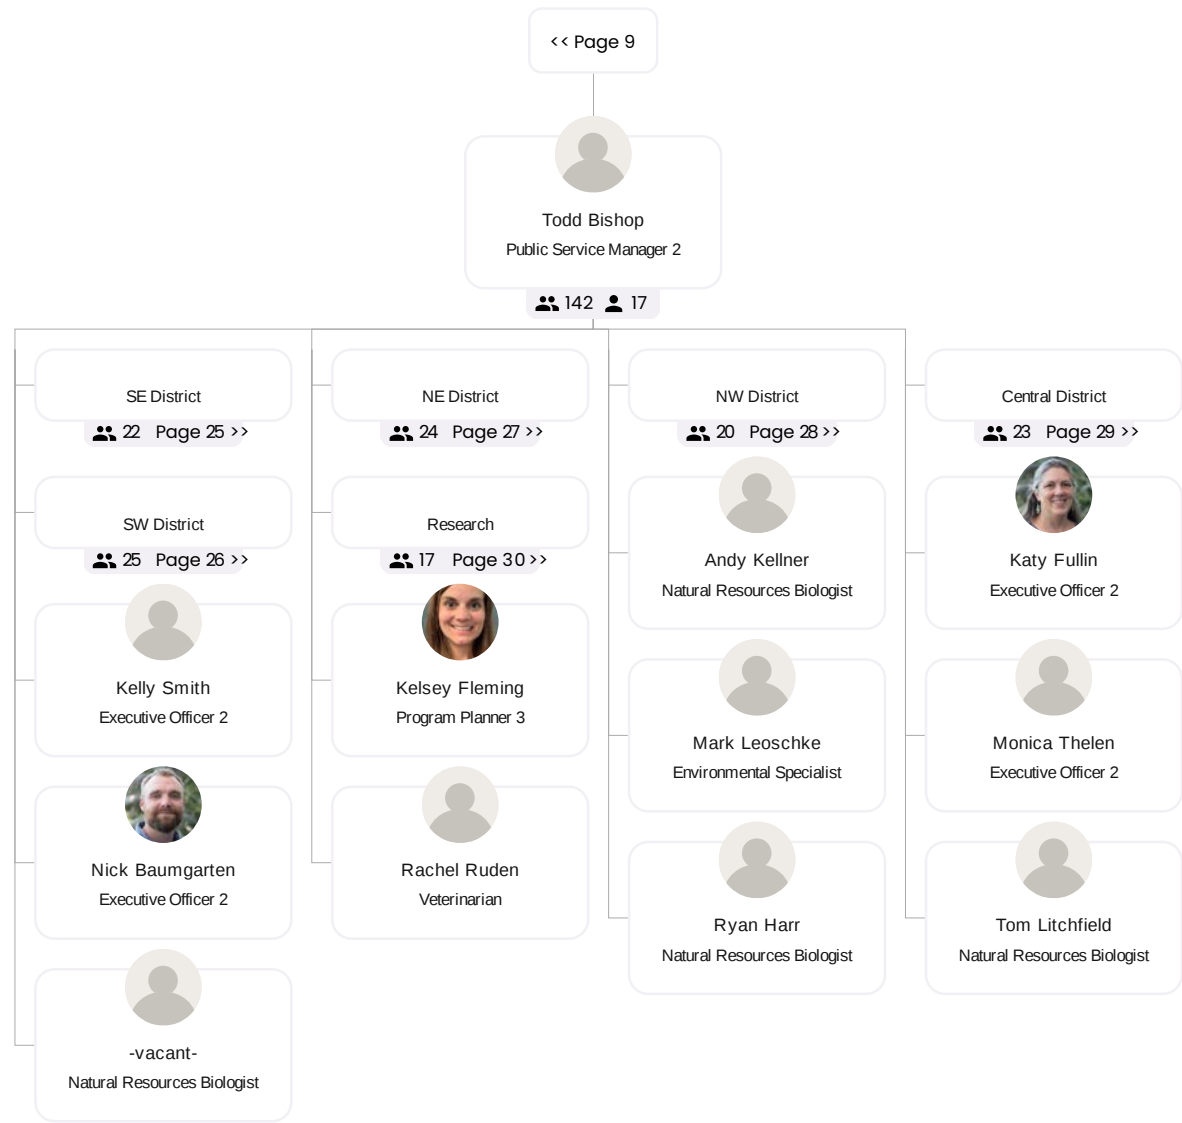 << Page 9
Todd Bishop
Public Service Manager 2
142 17
SE District
22 Page 25 >>
NE District
24 Page 27 >>
NW District
20 Page 28 >>
Central District
23 Page 29 >>
SW District
25 Page 26 >>
Research
17 Page 30 >>
Andy Kellner
Natural Resources Biologist
Katy Fullin
Executive Officer 2
Kelly Smith
Executive Officer 2
Kelsey Fleming
Program Planner 3
Mark Leoschke
Environmental Specialist
Monica Thelen
Executive Officer 2
Nick Baumgarten
Executive Officer 2
Rachel Ruden
Veterinarian
Ryan Harr
Natural Resources Biologist
Tom Litchfield
Natural Resources Biologist
-vacant-
Natural Resources Biologist